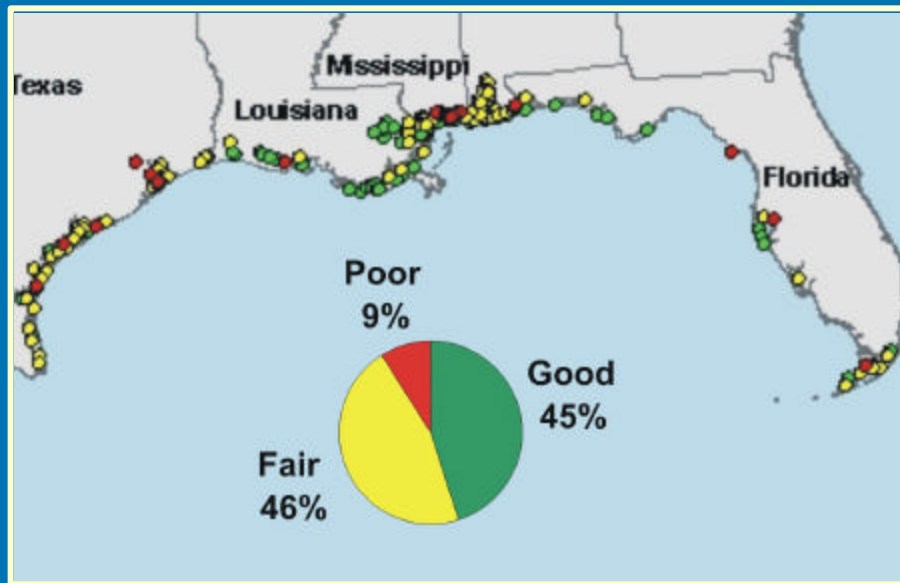 Mississippi
Texas
Louisiana
Florida
Poor
9%
Good
45%
Fair
46%